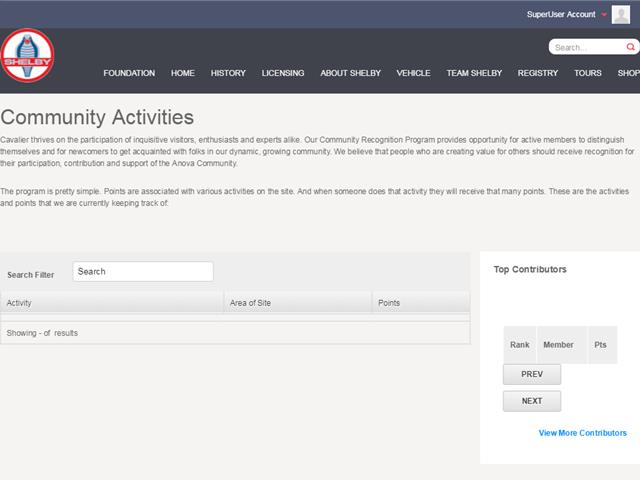 SuperUser Account
SHELBY
Search...
FOUNDATION HOME HISTORY LICENSING ABOUT SHELBY VEHICLE TEAM SHELBY REGISTRY TOURS SHOP
Community Activities
Cavalier thrives on the participation of inquisitive visitors, enthusiasts and experts alike. Our Community Recognition Program provides opportunity for active members to distinguish
themselves and for newcomers to get acquainted with folks in our dynamic, growing community. We believe that people who are creating value for others should receive recognition for
their participation, contribution and support of the Anova Community.
The program is pretty simple. Points are associated with various activities on the site. And when someone does that activity they will receive that many points. These are the activities
and points that we are currently keeping track of:
Search Filter Search
Activity Area of Site Points
Showing - of results
Top Contributors
Rank Member Pts
PREV
NEXT
View More Contributors